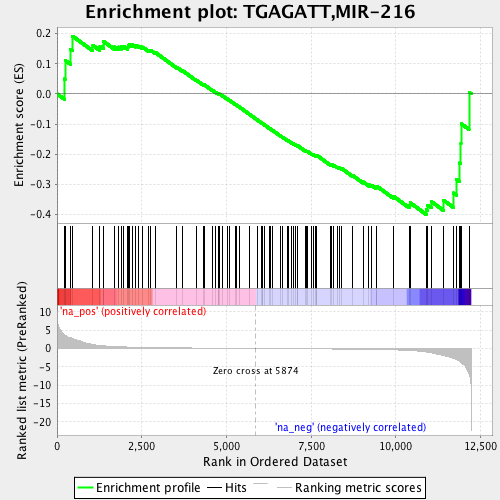 Enrichment plot: TGAGATT,MIR-216
Enrichment score (ES)
0.2
0.1
0.0
-0.1
-0.2
-0.3
-0.4
'na_pos' (positively correlated)
Ranked list metric (PreRanked)
10
5
0
-5
-10
-15
-20
Zero cross at 5874
'na_neg' (negatively correlated)
0
2,500
5,000
7,500
10,000
12,500
Rank in Ordered Dataset
Enrichment profile
Hits
Ranking metric scores